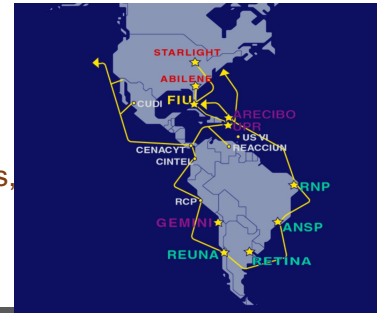 STARLIGHT
ABILENE
FIU
CUDI
ARECIBO
UPR
US VI
REACCIUN
CENACYT
CINTEL
s,
RNP
RCP
GEMINI
ANSP
REUNA
RETINA